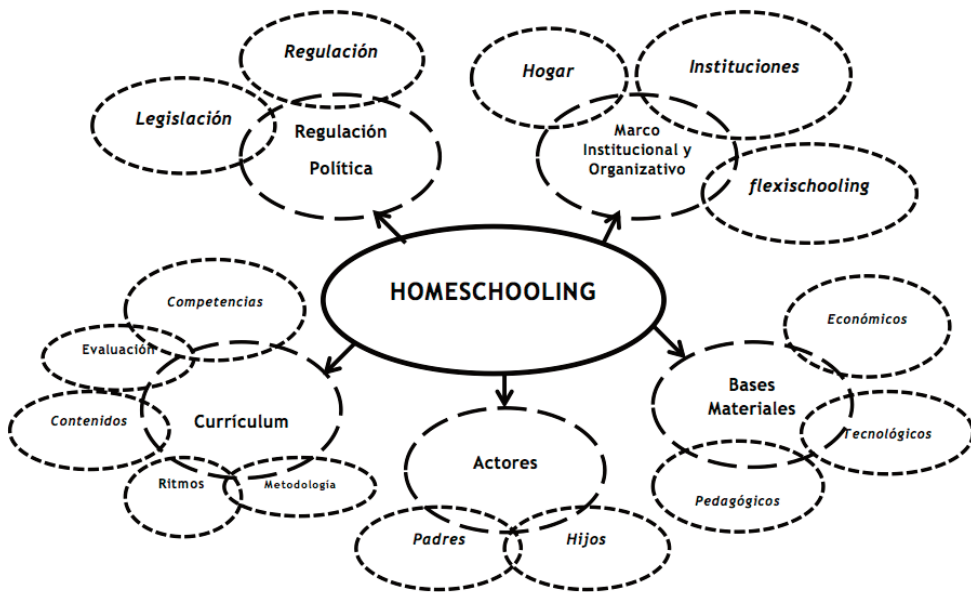 Regulación
Legislación
Regulación
Política
Hogar
Instituciones
Marco
Institucional y
Organizativo
flexischooling
HOMESCHOOLING
Competencias
Evaluación
Contenidos
Currículum
Ritmos
Metodología
Actores
Padres
Hijos
Económicos
Bases
Materiales
Tecnológicos
Pedagógicos